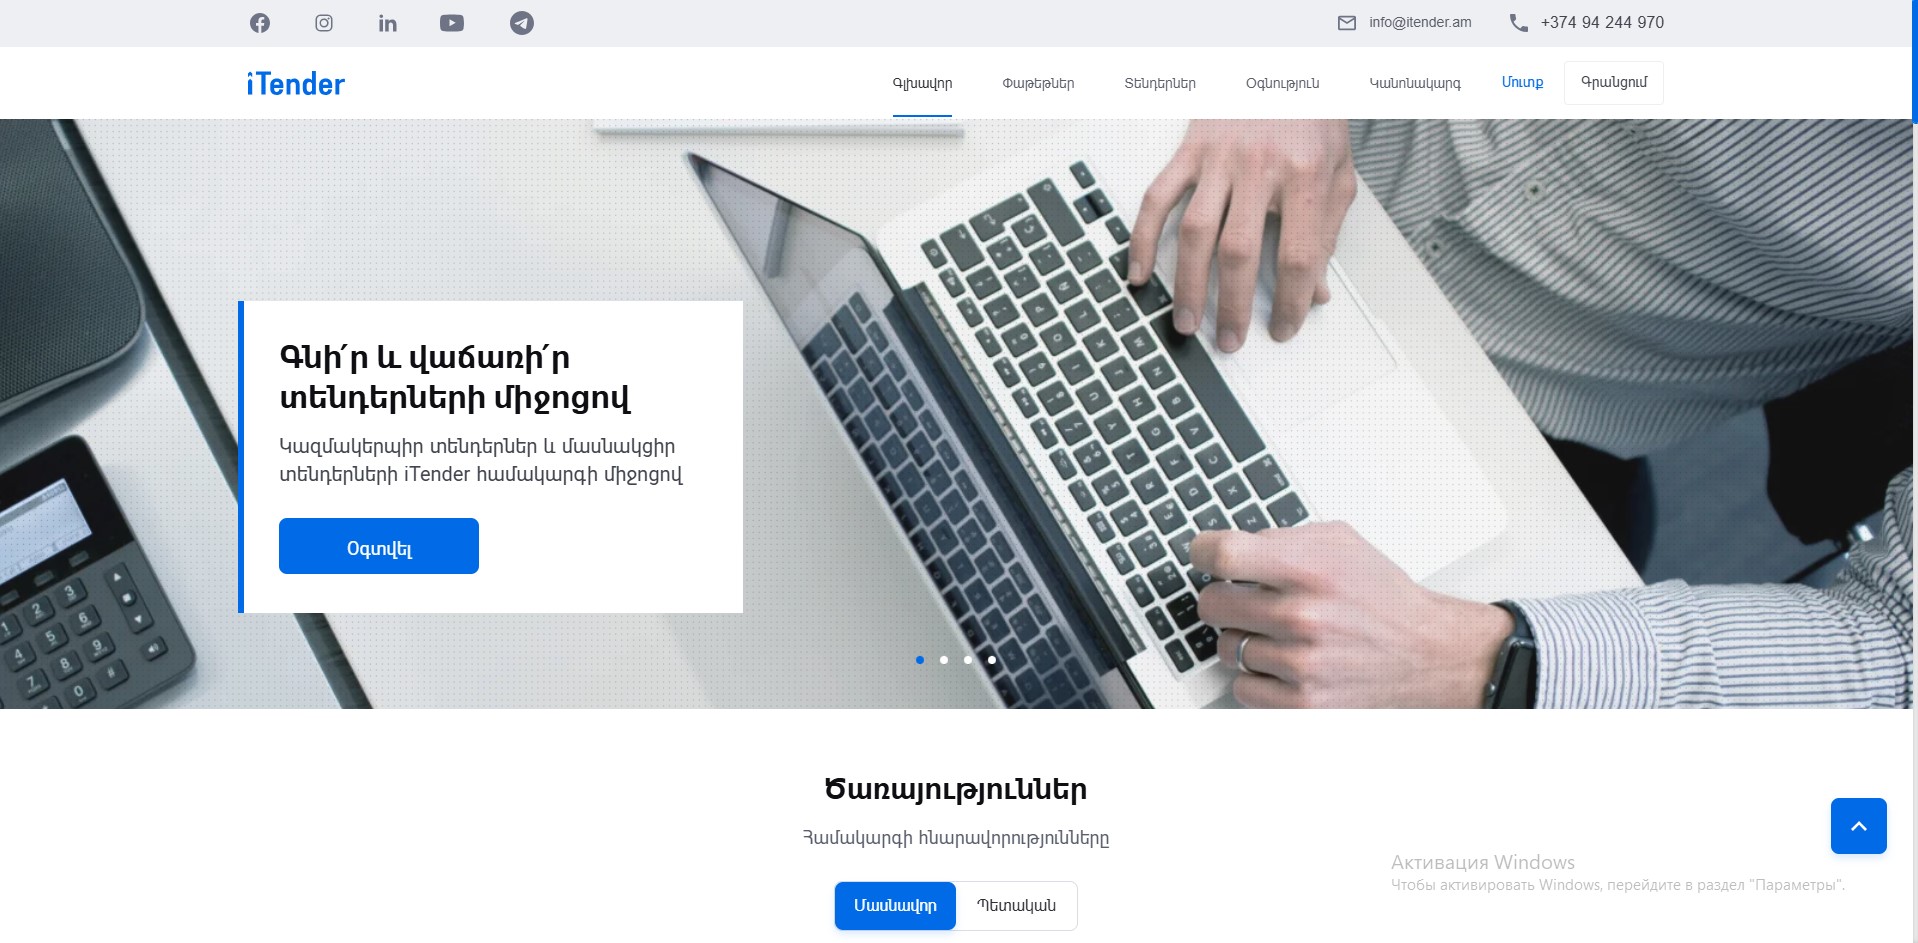 info@itender.am
+374 94 244 970
iTender
Գլխավոր
Փաթեթներ
Տենդերներ
Օգնություն
Կանոնակարգ
Մուտք
Գրանցում
Գնի՛ր և վաճառի՛ր
տենդերների միջոցով
Կազմակերպիր տենդերներ և մասնակցիր
տենդերների iTender համակարգի միջոցով
Օգտվել
Ծառայություններ
Համակարգի հնարավորությունները
Մասնավոր
Պետական
Активация Windows
Чтобы активировать Windows, перейдите в раздел "Параметры".